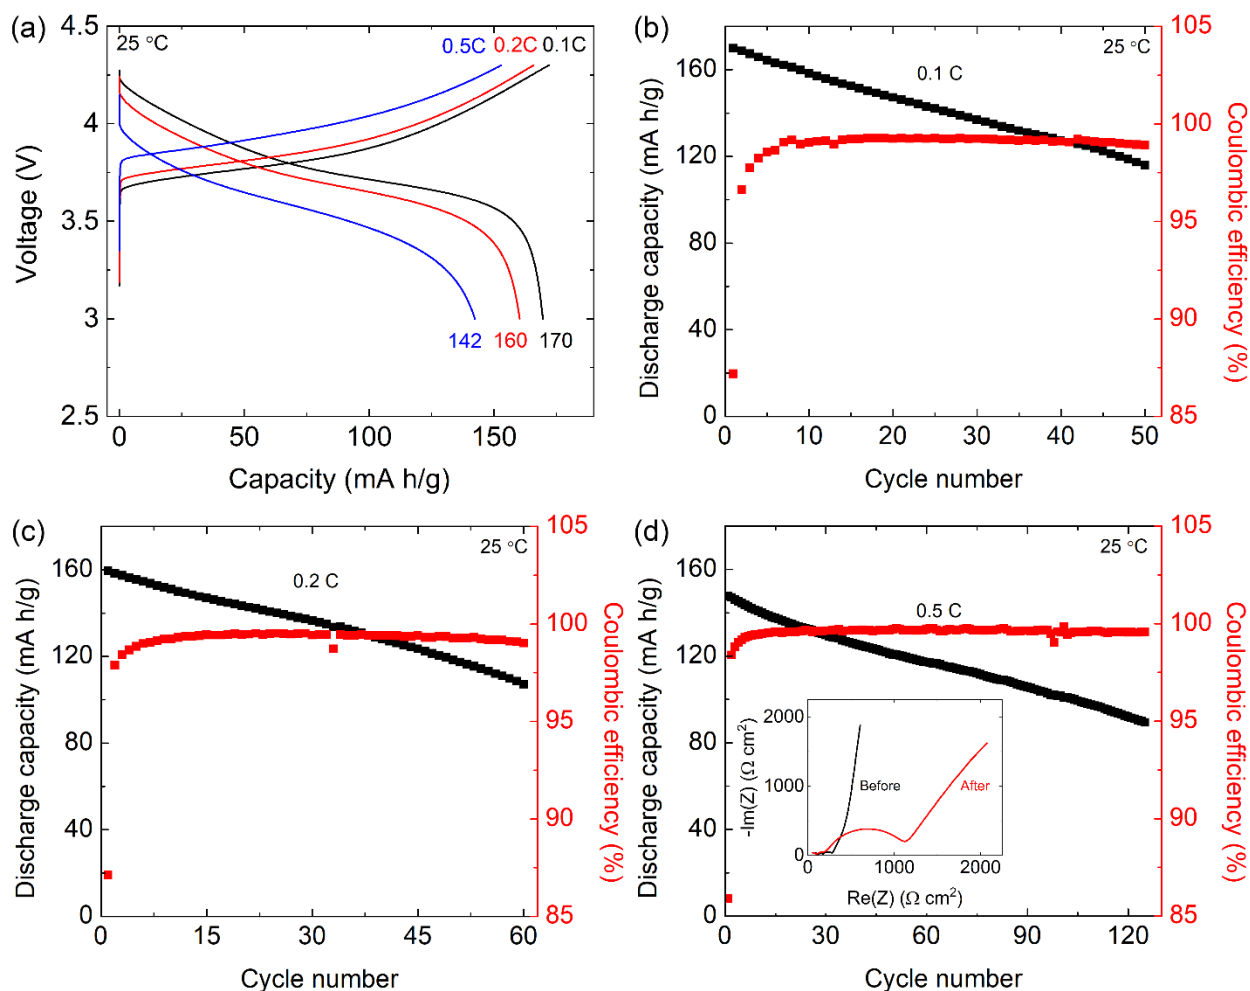 (a)
25 °C
0.5C 0.2C 0.1C
4.5
4
3.5
3
2.5
Voltage (V)
142 160 170
0 50 100 150
Capacity (mA h/g)
(b)
25 °C
0.1 C
160
120
80
40
0
Discharge capacity (mA h/g)
105
100
95
90
85
Coulombic efficiency (%)
0 10 20 30 40 50
Cycle number
(c)
25 °C
0.2 C
160
120
80
40
0
Discharge capacity (mA h/g)
105
100
95
90
85
Coulombic efficiency (%)
0 15 30 45 60
Cycle number
(d)
25 °C
0.5 C
160
120
80
40
0
Discharge capacity (mA h/g)
2000
1000
0
-Im(Z) (Ω cm²)
Before After
0 1000 2000
Re(Z) (Ω cm²)
105
100
95
90
85
Coulombic efficiency (%)
0 30 60 90 120
Cycle number